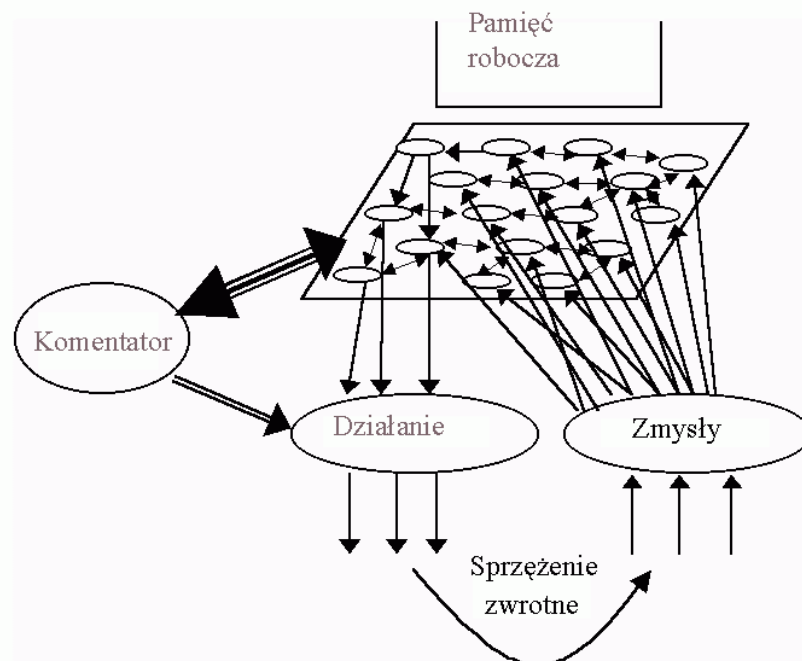 Pamięć
robocza
Komentator
Działanie
Zmysły
Sprzężenie
zwrotne